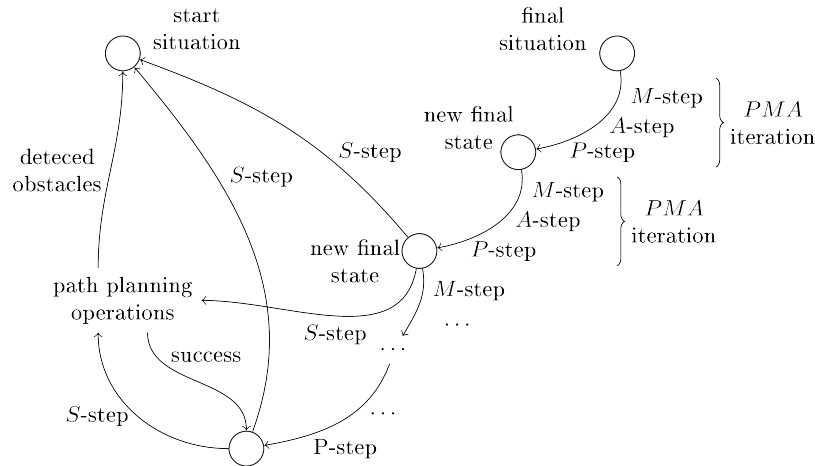 start
situation
final
situation
M-step
A-step
P-step
PMA
iteration
new final
state
S-step
deteced
obstacles
S-step
M-step
A-step
P-step
PMA
iteration
new final
state
path planning
operations
M-step
...
S-step
...
success
S-step
...
P-step